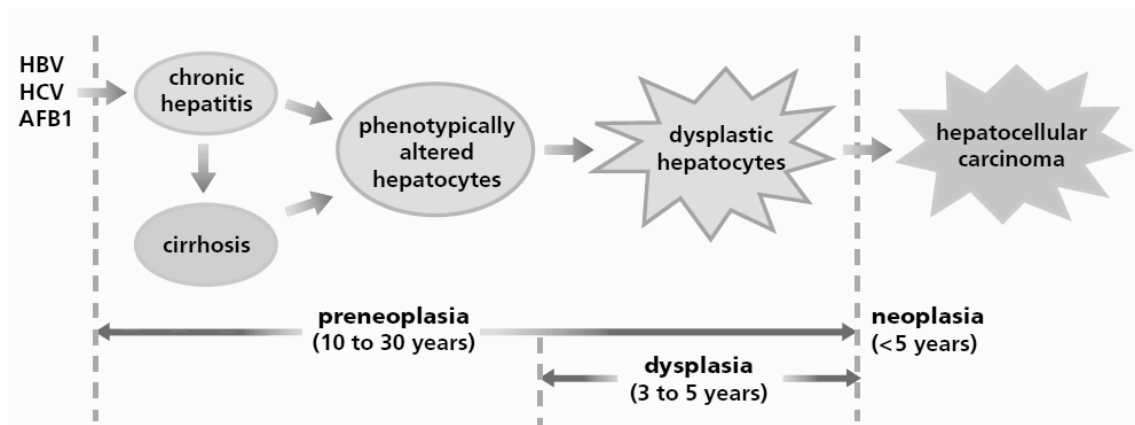 HBV
HCV
AFB1
chronic
hepatitis
cirrhosis
phenotypically
altered
hepatocytes
dysplastic
hepatocytes
hepatocellular
carcinoma
preneoplasia
(10 to 30 years)
neoplasia
(<5 years)
dysplasia
(3 to 5 years)